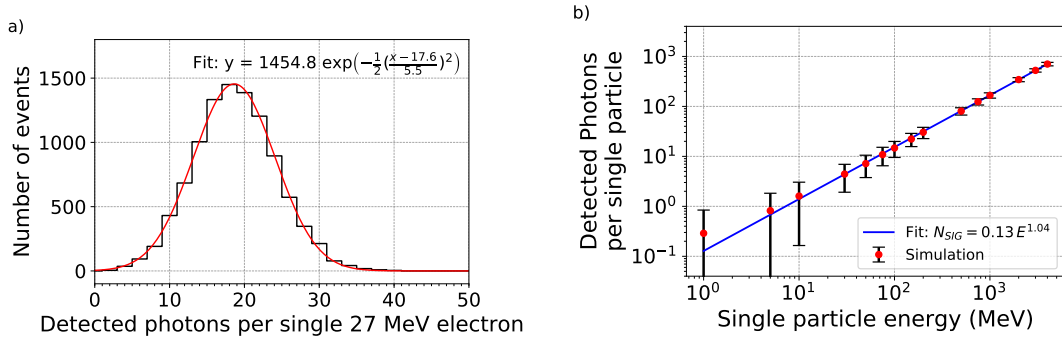 a)
Number of events
1500
1000
500
0
Fit: y = 1454.8 exp(−1/2(x−17.6/5.5)²)
0 10 20 30 40 50
Detected photons per single 27 MeV electron
b)
Detected Photons
per single particle
10³
10²
10¹
10⁰
10⁻¹
Fit: N_SIG = 0.13 E^1.04
Simulation
10⁰ 10¹ 10² 10³
Single particle energy (MeV)